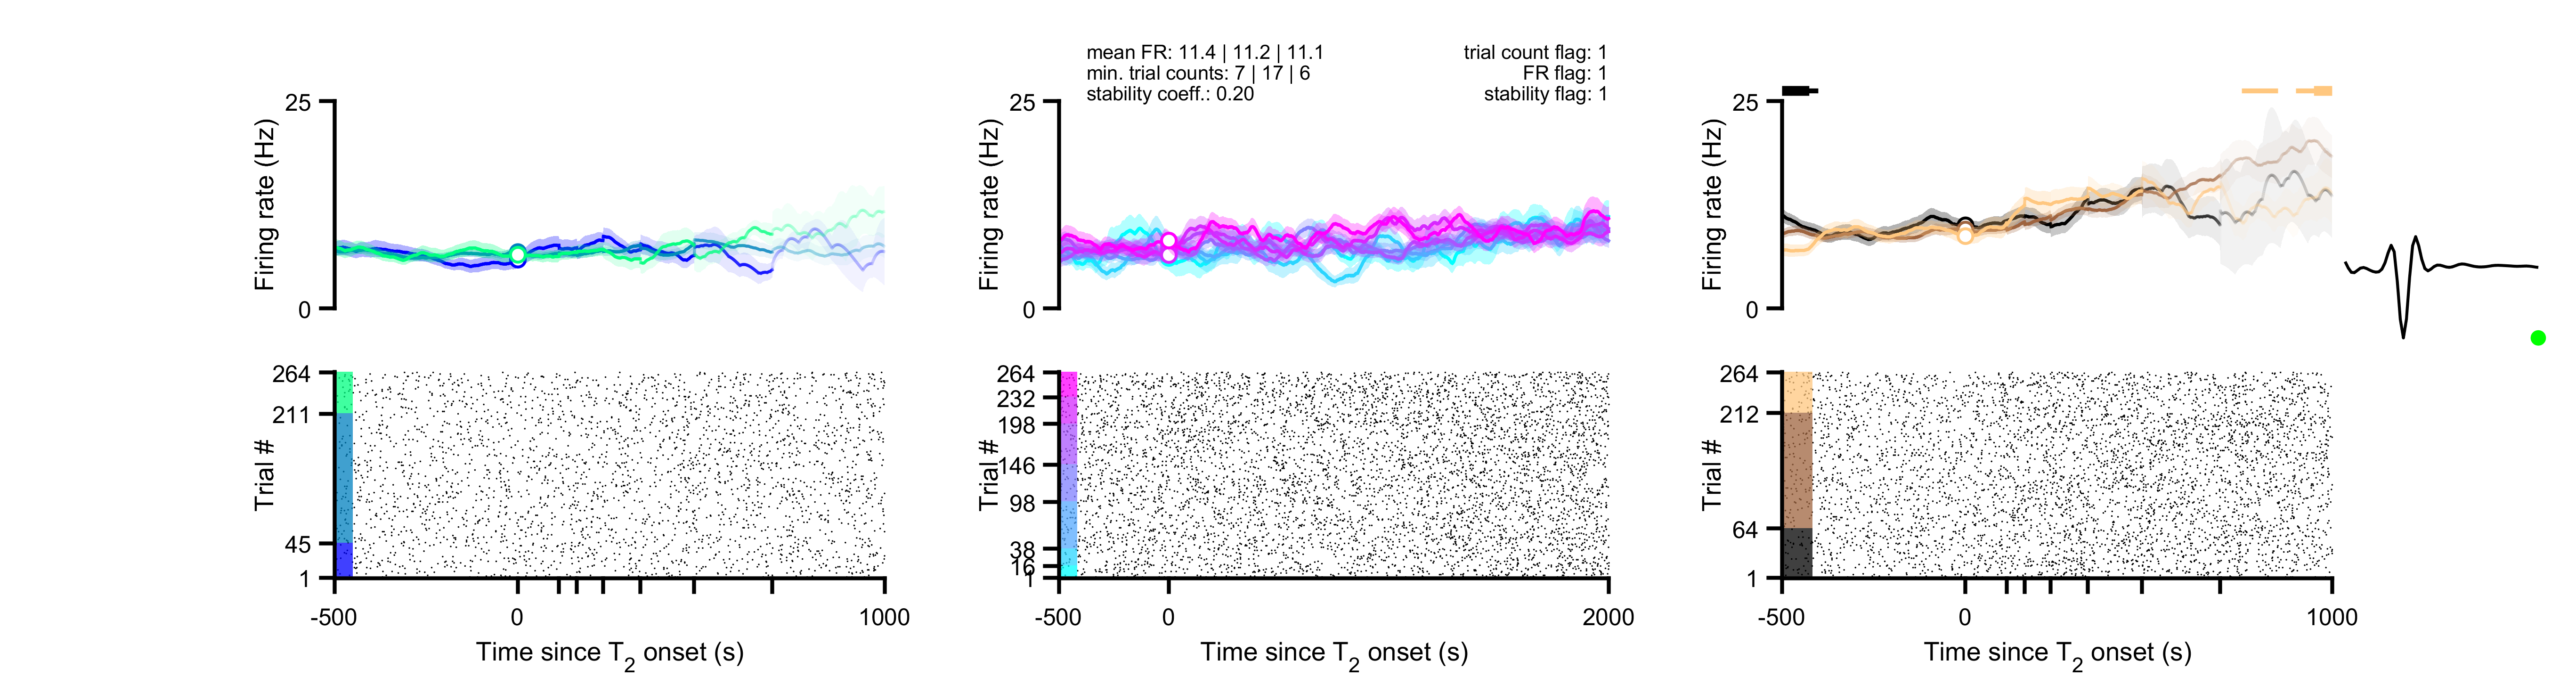 mean FR: 11.4 | 11.2 | 11.1
min. trial counts: 7 | 17 | 6
stability coeff.: 0.20
trial count flag: 1
FR flag: 1
stability flag: 1
25
Firing rate (Hz)
0
25
Firing rate (Hz)
0
25
Firing rate (Hz)
0
264
211
Trial #
45
1
-500
0
1000
Time since T2 onset (s)
264
232
198
Trial #
146
98
38
16
1
-500
0
2000
Time since T2 onset (s)
264
212
Trial #
64
1
-500
0
1000
Time since T2 onset (s)